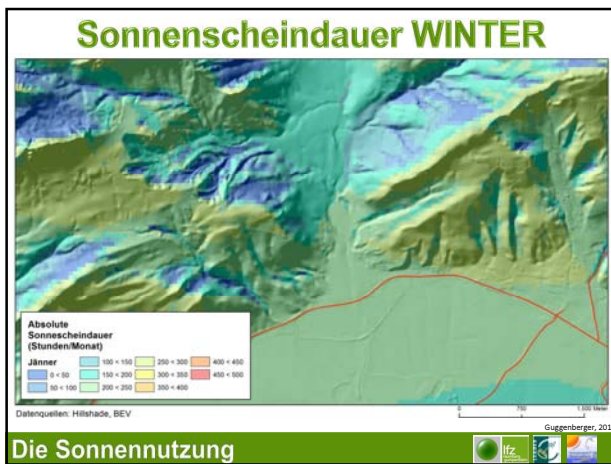 Sonnenscheindauer WINTER
Absolute
Sonnescheindauer
(Stunden/Monat)
Jänner
0 < 50
50 < 100
100 < 150
150 < 200
200 < 250
250 < 300
300 < 350
350 < 400
400 < 450
450 < 500
Datenquellen: Hillshade, BEV
0 750 1.500 Meter
Guggenberger, 201
Die Sonnennutzung
lfz